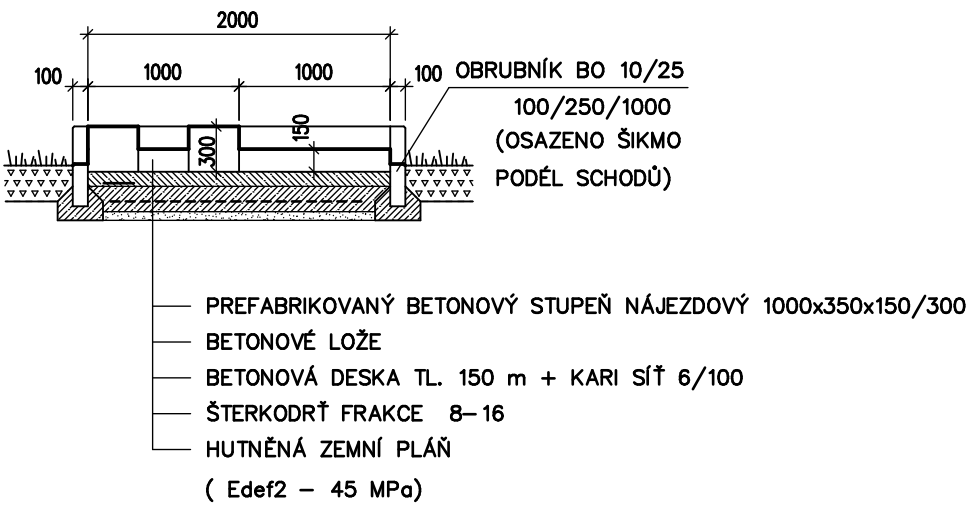 2000
100
1000
1000
100
OBRUBNÍK BO 10/25
100/250/1000
(OSAZENO ŠIKMO
PODÉL SCHODŮ)
300
150
PREFABRIKOVANÝ BETONOVÝ STUPEŇ NÁJEZDOVÝ 1000x350x150/300
BETONOVÉ LOŽE
BETONOVÁ DESKA TL. 150 m + KARI SÍŤ 6/100
ŠTERKODRŤ FRAKCE 8-16
HUTNĚNÁ ZEMNÍ PLÁŇ
( Edef2 - 45 MPa)